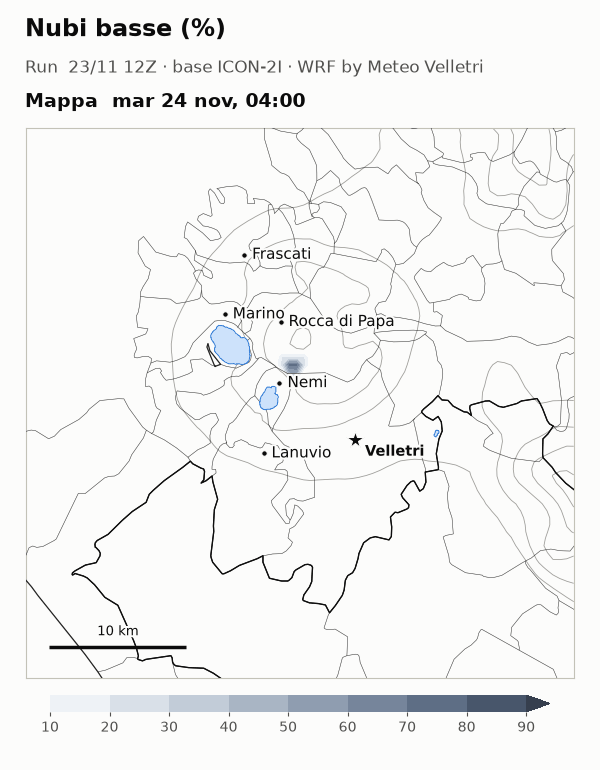 Nubi basse (%)
Run  23/11 12Z · base ICON-2I · WRF by Meteo Velletri
Mappa  mar 24 nov, 04:00
Frascati
Marino
Rocca di Papa
Nemi
Velletri
Lanuvio
10 km
10 20 30 40 50 60 70 80 90